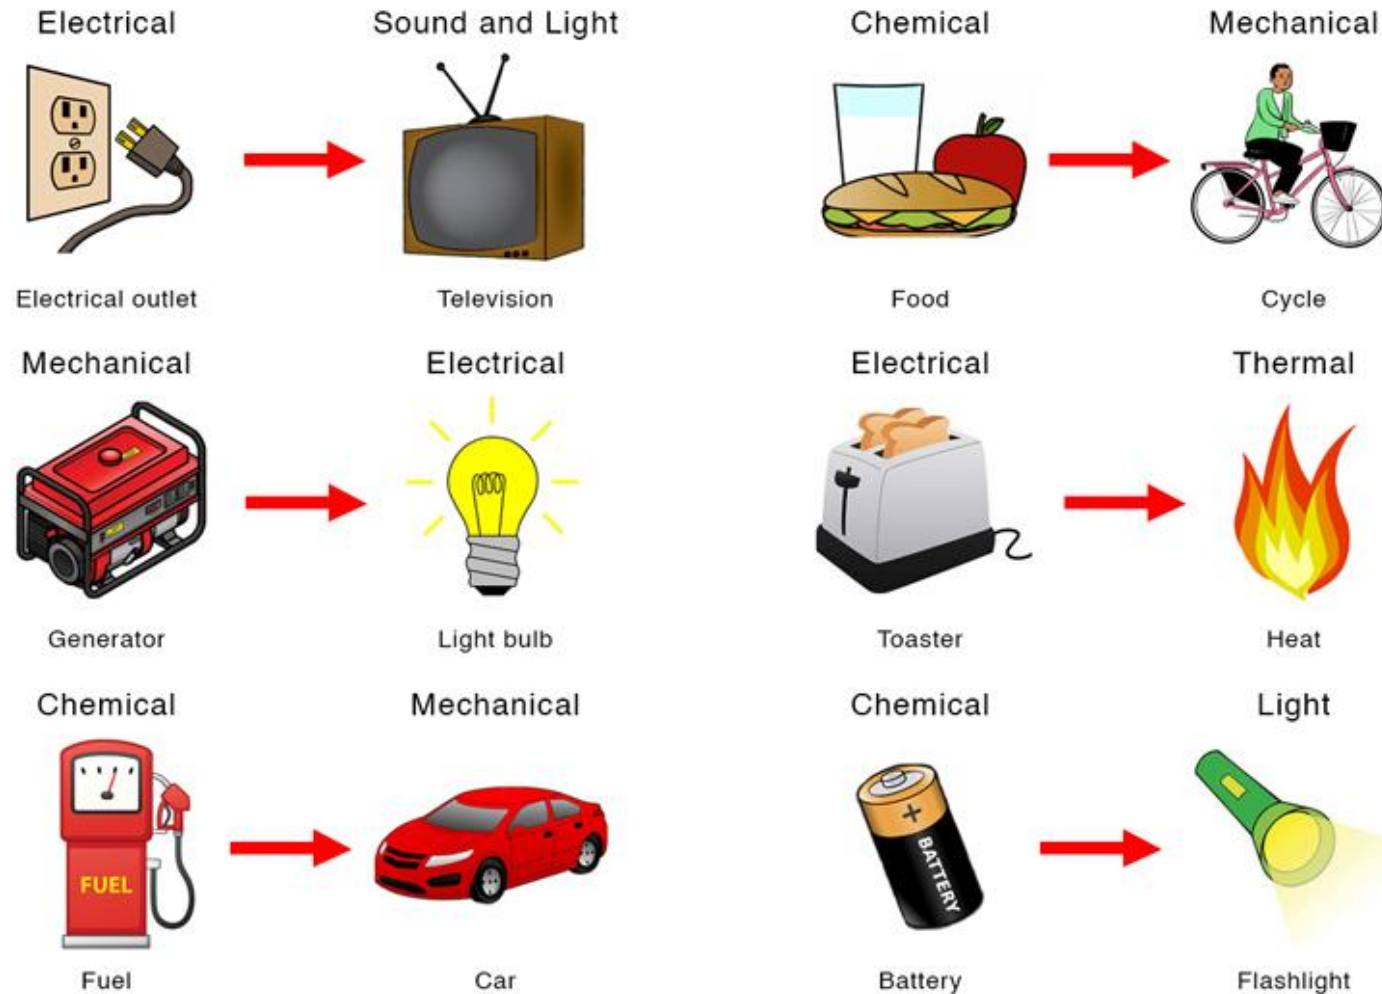 Electrical
Sound and Light
Chemical
Mechanical
Electrical outlet
Television
Food
Cycle
Mechanical
Electrical
Electrical
Thermal
Generator
Light bulb
Toaster
Heat
Chemical
Mechanical
Chemical
Light
FUEL
+
BATTERY
Fuel
Car
Battery
Flashlight